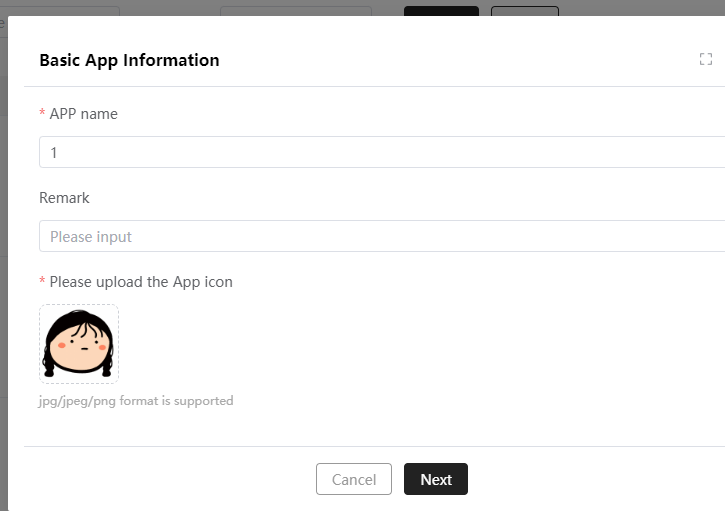 Basic App Information
* APP name
1
Remark
Please input
* Please upload the App icon
jpg/jpeg/png format is supported
Cancel
Next